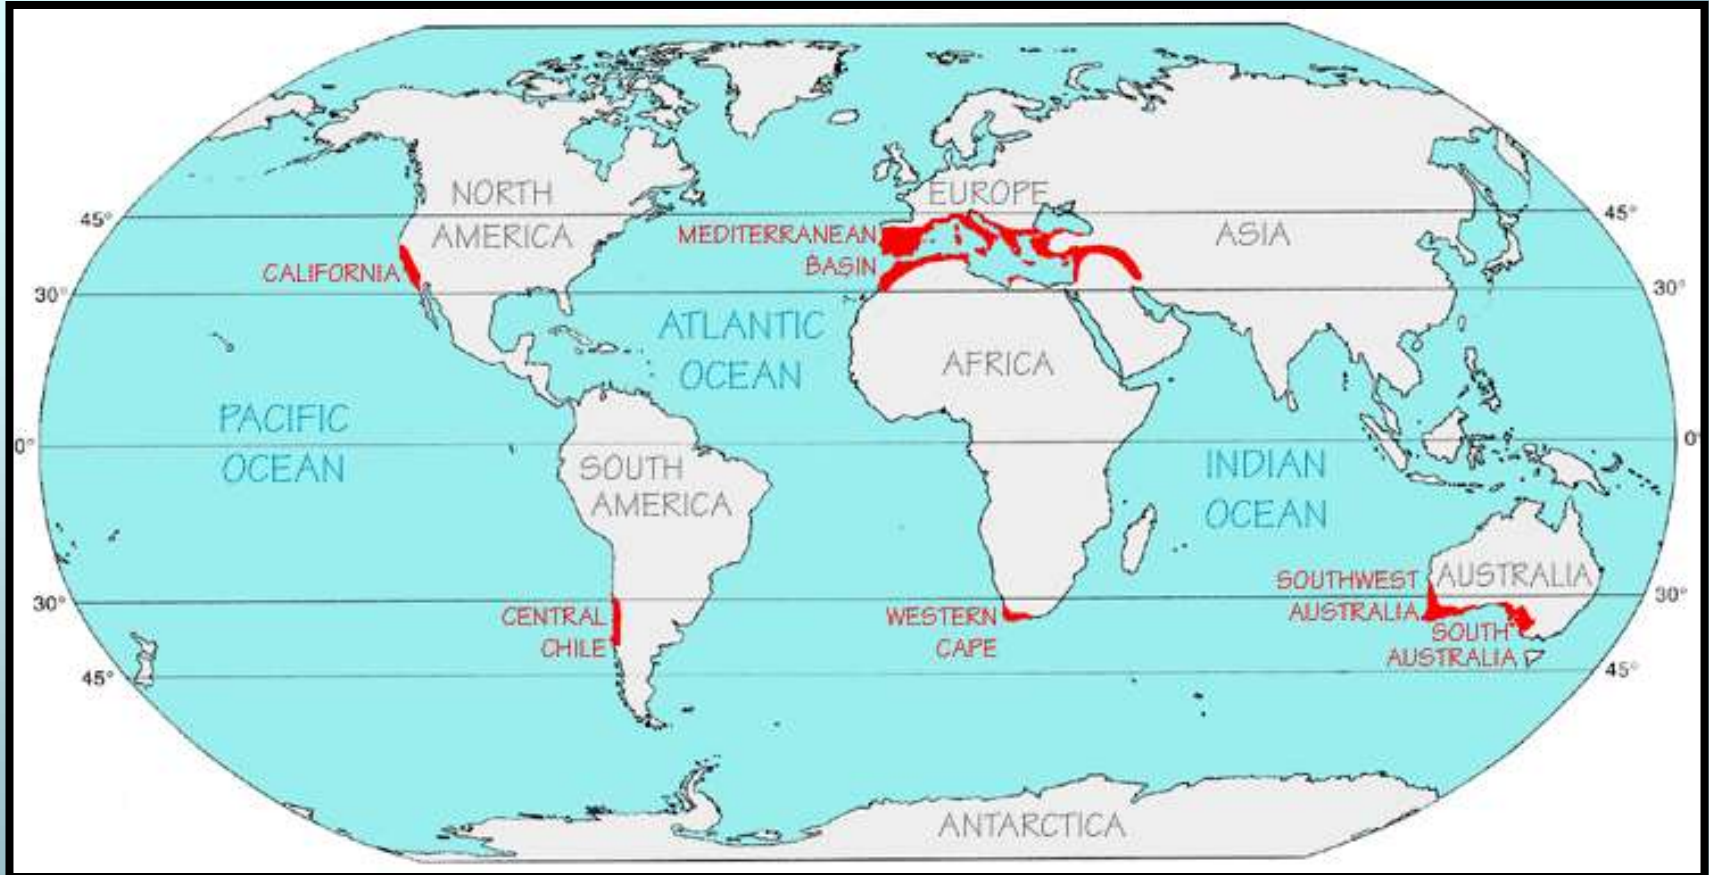 NORTH
AMERICA
EUROPE
ASIA
45°
45°
MEDITERRANEAN
BASIN
CALIFORNIA
30°
30°
ATLANTIC
OCEAN
AFRICA
PACIFIC
OCEAN
0°
0°
SOUTH
AMERICA
INDIAN
OCEAN
SOUTHWEST
AUSTRALIA
AUSTRALIA
30°
30°
CENTRAL
CHILE
WESTERN
CAPE
SOUTH
AUSTRALIA
45°
45°
ANTARCTICA